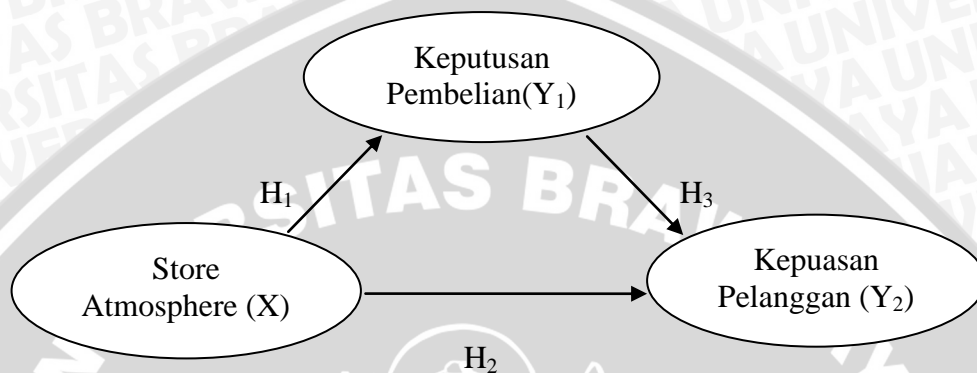 Keputusan
Pembelian(Y₁)
H₁
H₃
Store
Atmosphere (X)
Kepuasan
Pelanggan (Y₂)
H₂